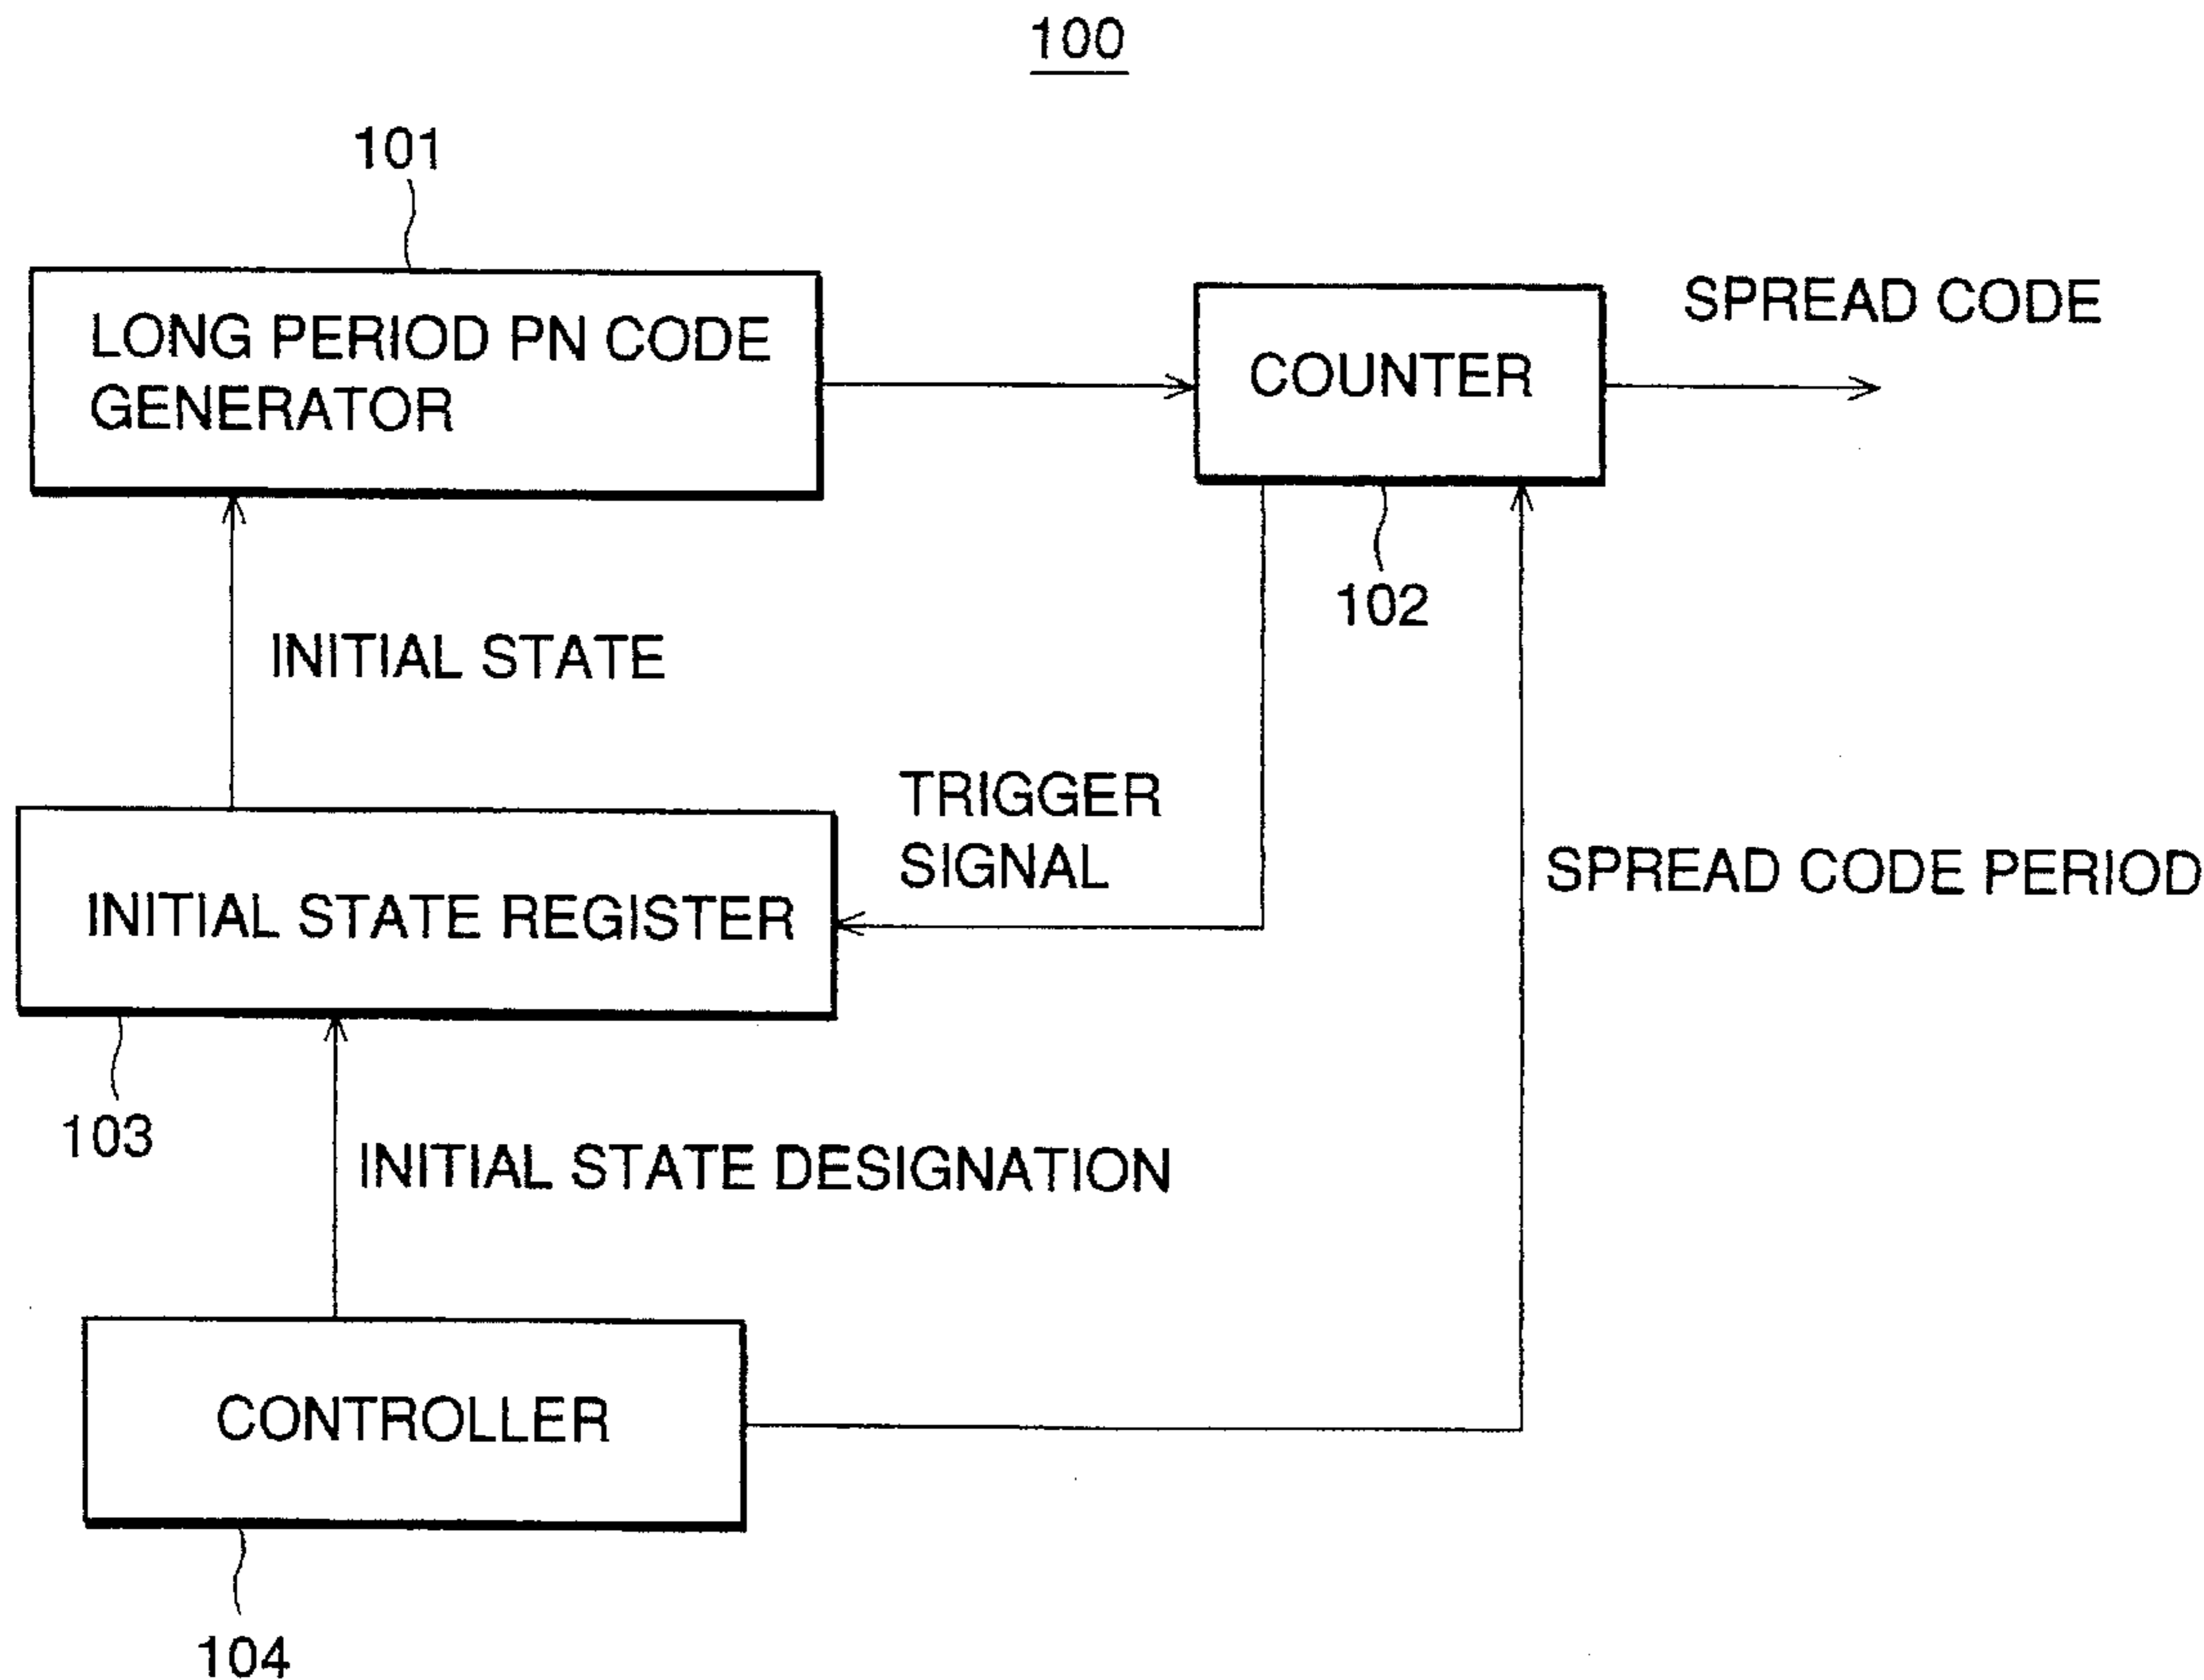 100
101
LONG PERIOD PN CODE
GENERATOR
COUNTER
SPREAD CODE
102
INITIAL STATE
TRIGGER
SIGNAL
SPREAD CODE PERIOD
INITIAL STATE REGISTER
103
INITIAL STATE DESIGNATION
CONTROLLER
104